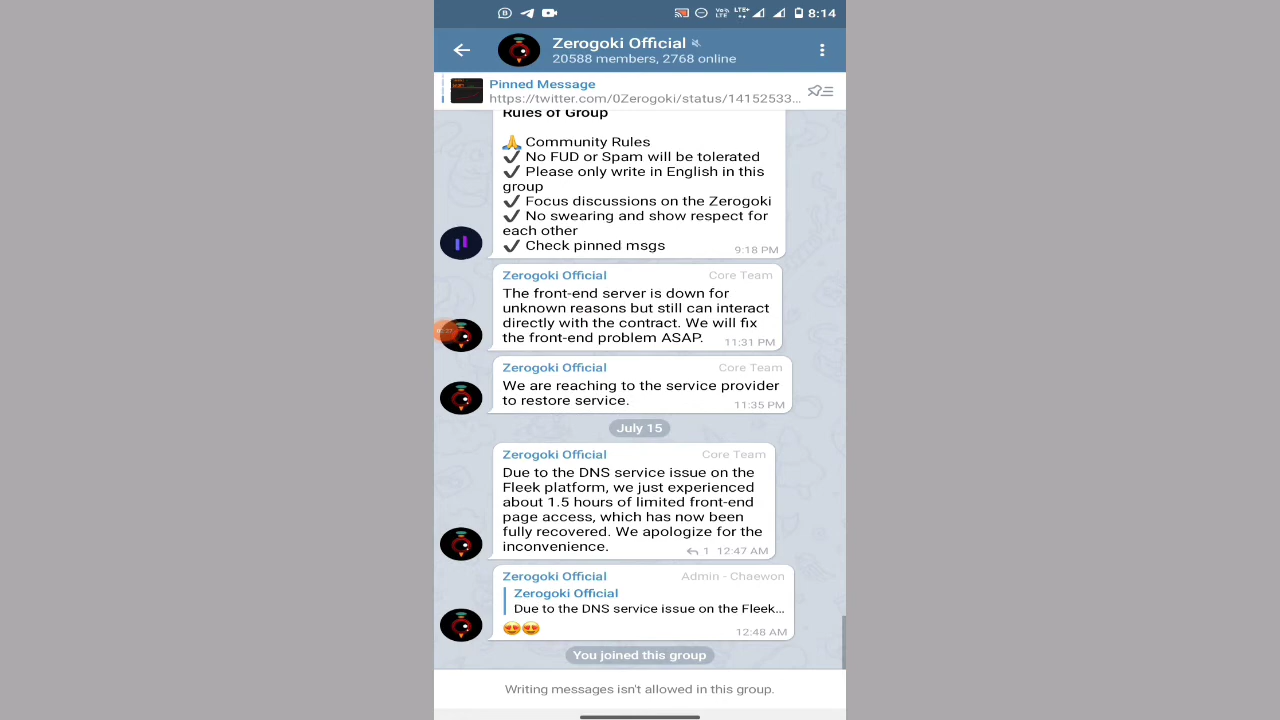 8:14
Zerogoki Official
20588 members, 2768 online
Pinned Message
https://twitter.com/0Zerogoki/status/14152533...
Rules of Group
🙏 Community Rules
✔ No FUD or Spam will be tolerated
✔ Please only write in English in this
group
✔ Focus discussions on the Zerogoki
✔ No swearing and show respect for
each other
✔ Check pinned msgs
9:18 PM
Zerogoki Official Core Team
The front-end server is down for
unknown reasons but still can interact
directly with the contract. We will fix
the front-end problem ASAP.
11:31 PM
Zerogoki Official Core Team
We are reaching to the service provider
to restore service.
11:35 PM
July 15
Zerogoki Official Core Team
Due to the DNS service issue on the
Fleek platform, we just experienced
about 1.5 hours of limited front-end
page access, which has now been
fully recovered. We apologize for the
inconvenience.
1 12:47 AM
Zerogoki Official Admin - Chaewon
Zerogoki Official
Due to the DNS service issue on the Fleek...
😍😍
12:48 AM
You joined this group
Writing messages isn't allowed in this group.